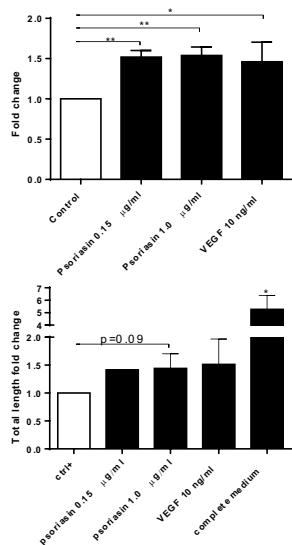 *
**
**
2.0
1.5
1.0
0.5
0.0
Fold change
Control
Psoriasin 0.15 µg/ml
Psoriasin 1.0 µg/ml
VEGF 10 ng/ml
7
6
5
4
*
p=0.09
2.0
1.5
1.0
0.5
0.0
Total length fold change
ctrl+
psoriasin 0.15 µg/ml
psoriasin 1.0 µg/ml
VEGF 10 ng/ml
complete medium